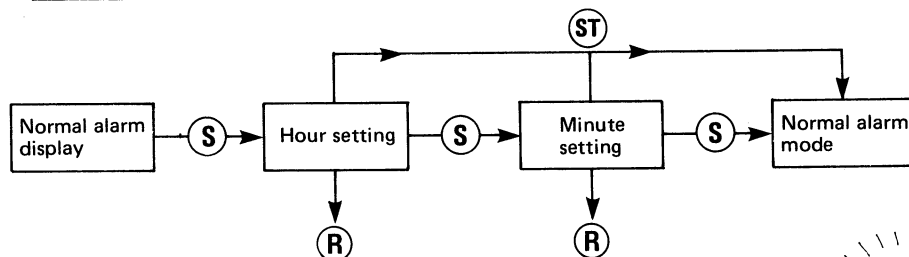 ST
Normal alarm
display
S
Hour setting
S
Minute
setting
S
Normal alarm
mode
R
R